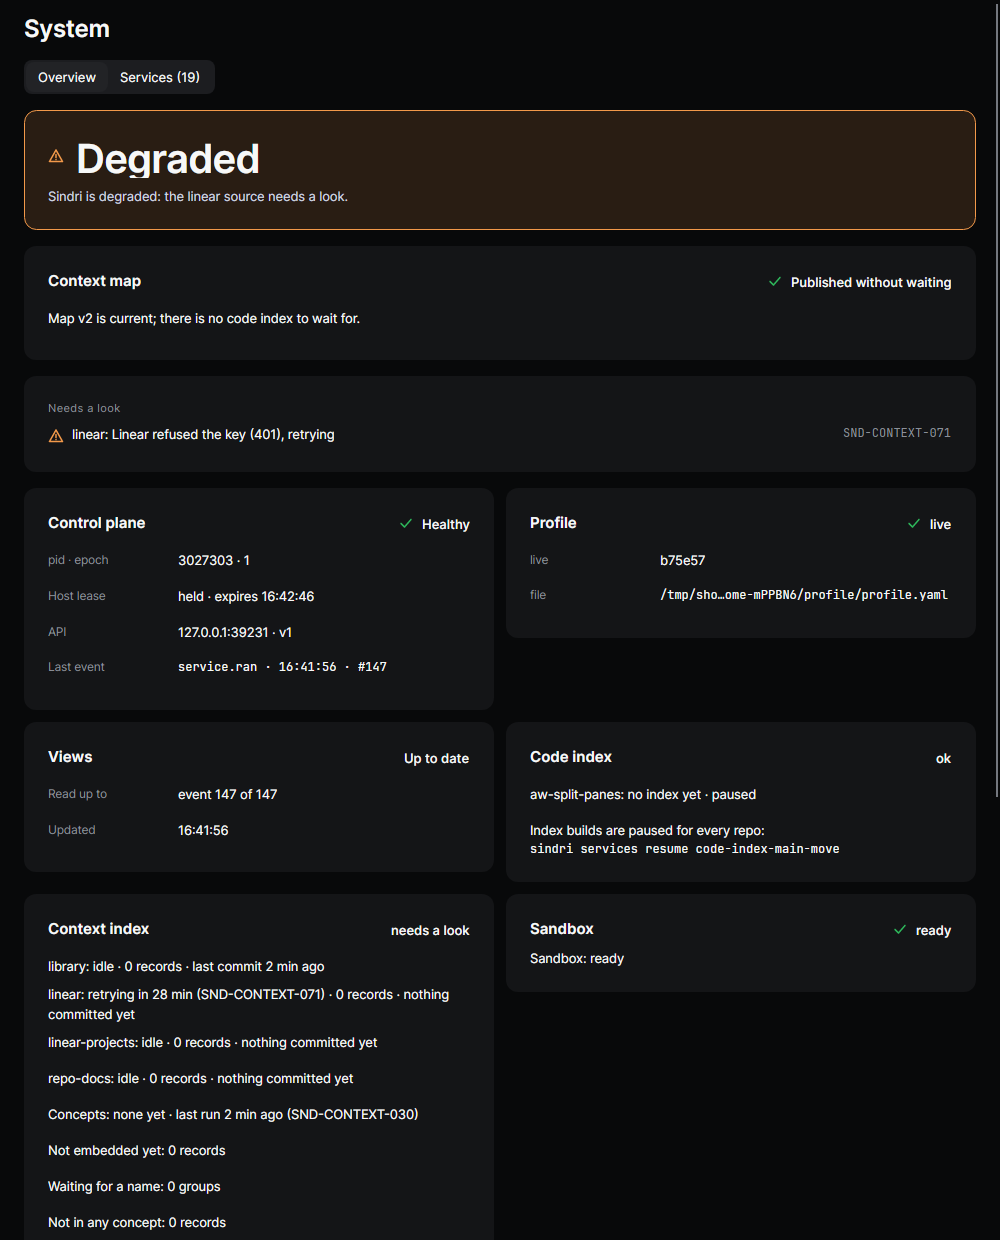 System
Overview
Services (19)
Degraded
Sindri is degraded: the linear source needs a look.
Context map
Published without waiting
Map v2 is current; there is no code index to wait for.
Needs a look
linear: Linear refused the key (401), retrying
SND-CONTEXT-071
Control plane
Healthy
pid · epoch
3027303 · 1
Host lease
held · expires 16:42:46
API
127.0.0.1:39231 · v1
Last event
service.ran · 16:41:56 · #147
Profile
live
live
b75e57
file
/tmp/sho…ome-mPPBN6/profile/profile.yaml
Views
Up to date
Read up to
event 147 of 147
Updated
16:41:56
Code index
ok
aw-split-panes: no index yet · paused
Index builds are paused for every repo:
sindri services resume code-index-main-move
Context index
needs a look
library: idle · 0 records · last commit 2 min ago
linear: retrying in 28 min (SND-CONTEXT-071) · 0 records · nothing
committed yet
linear-projects: idle · 0 records · nothing committed yet
repo-docs: idle · 0 records · nothing committed yet
Concepts: none yet · last run 2 min ago (SND-CONTEXT-030)
Not embedded yet: 0 records
Waiting for a name: 0 groups
Not in any concept: 0 records
Sandbox
ready
Sandbox: ready